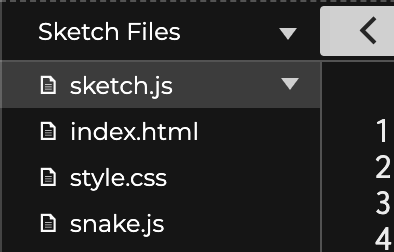 Sketch Files
sketch.js
index.html
style.css
snake.js
1
2
3
4